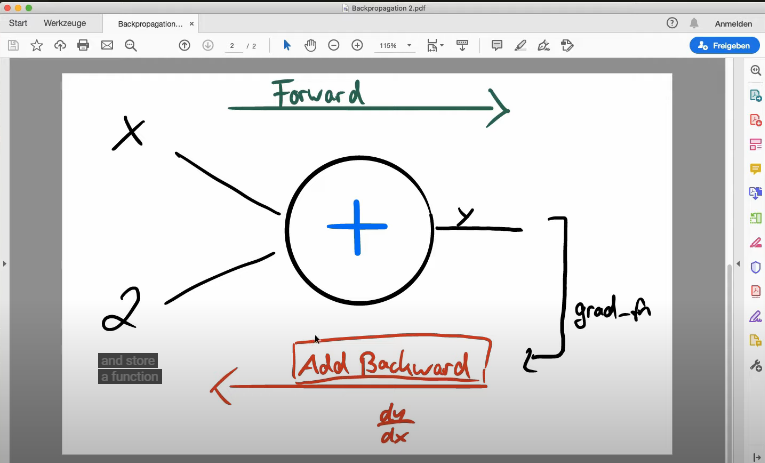 Backpropagation 2.pdf
Start Werkzeuge Backpropagation... × Anmelden
2 / 2 115% Freigeben
Forward
x
+
y
2
grad_fn
and store
a function
Add Backward
dy
dx